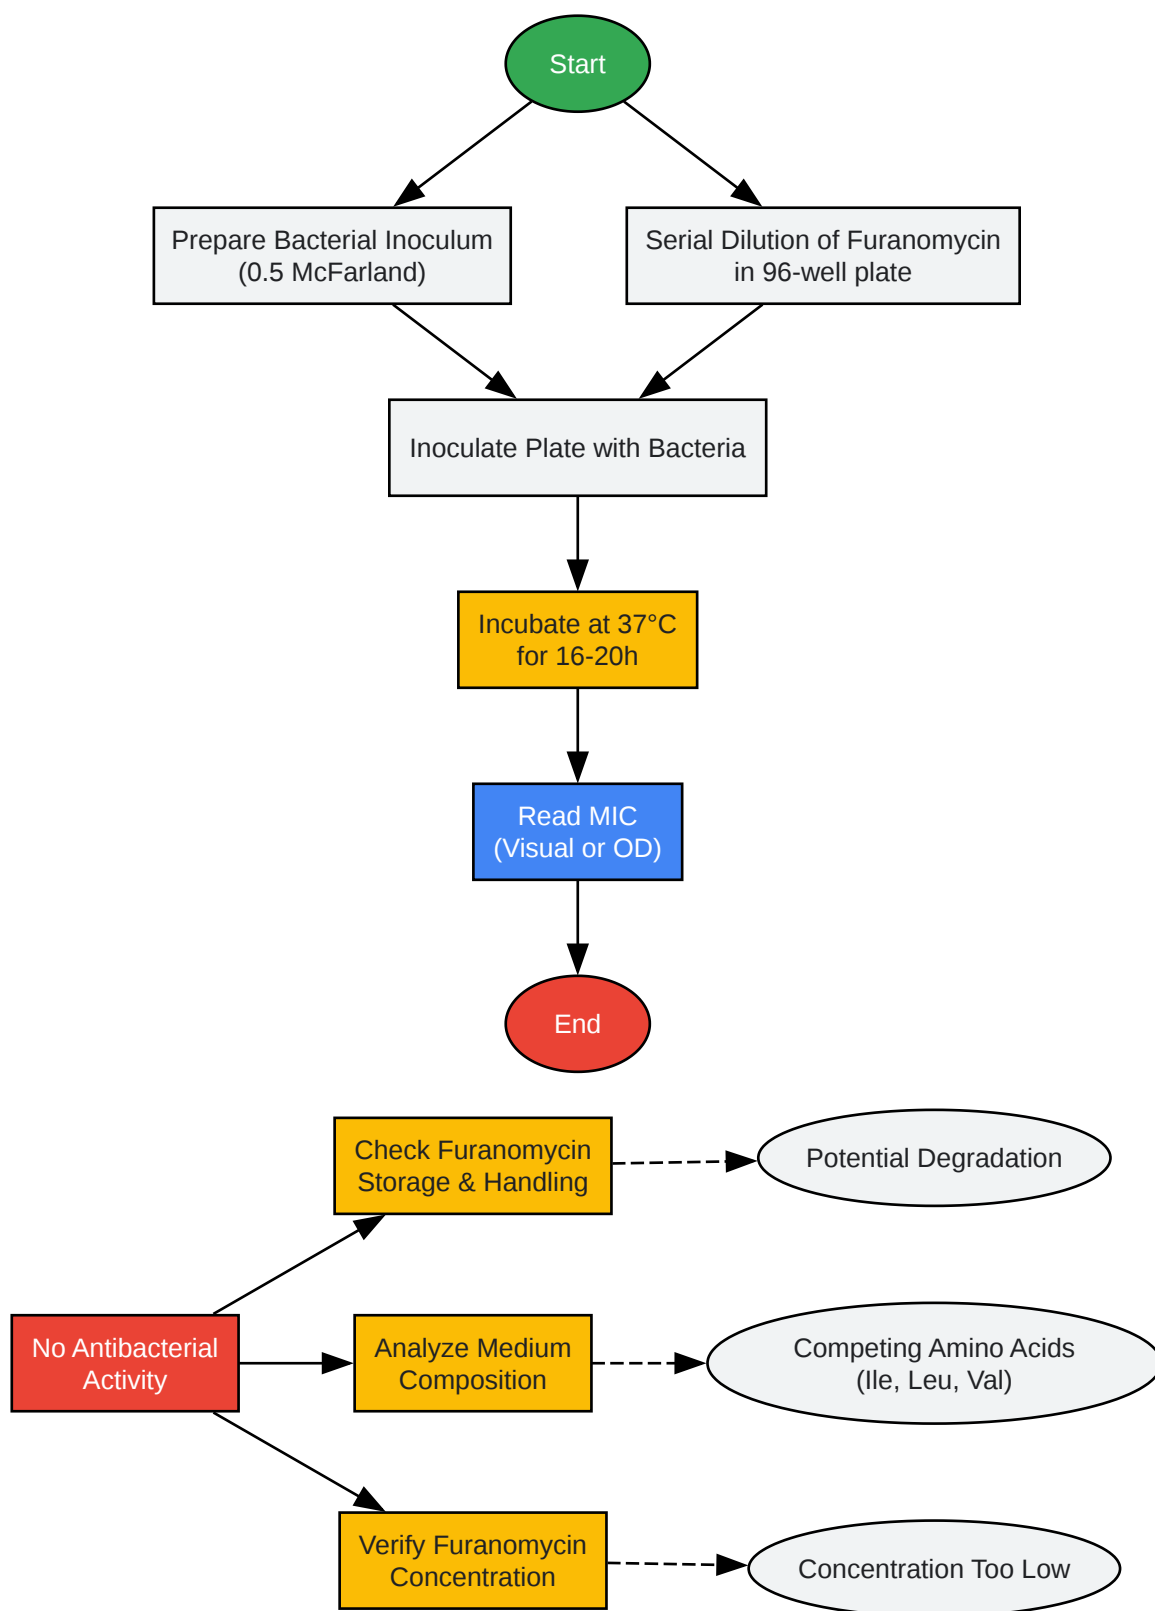 Start
Prepare Bacterial Inoculum
(0.5 McFarland)
Serial Dilution of Furanomycin
in 96-well plate
Inoculate Plate with Bacteria
Incubate at 37°C
for 16-20h
Read MIC
(Visual or OD)
End
Check Furanomycin
Storage & Handling
Potential Degradation
No Antibacterial
Activity
Analyze Medium
Composition
Competing Amino Acids
(Ile, Leu, Val)
Verify Furanomycin
Concentration
Concentration Too Low